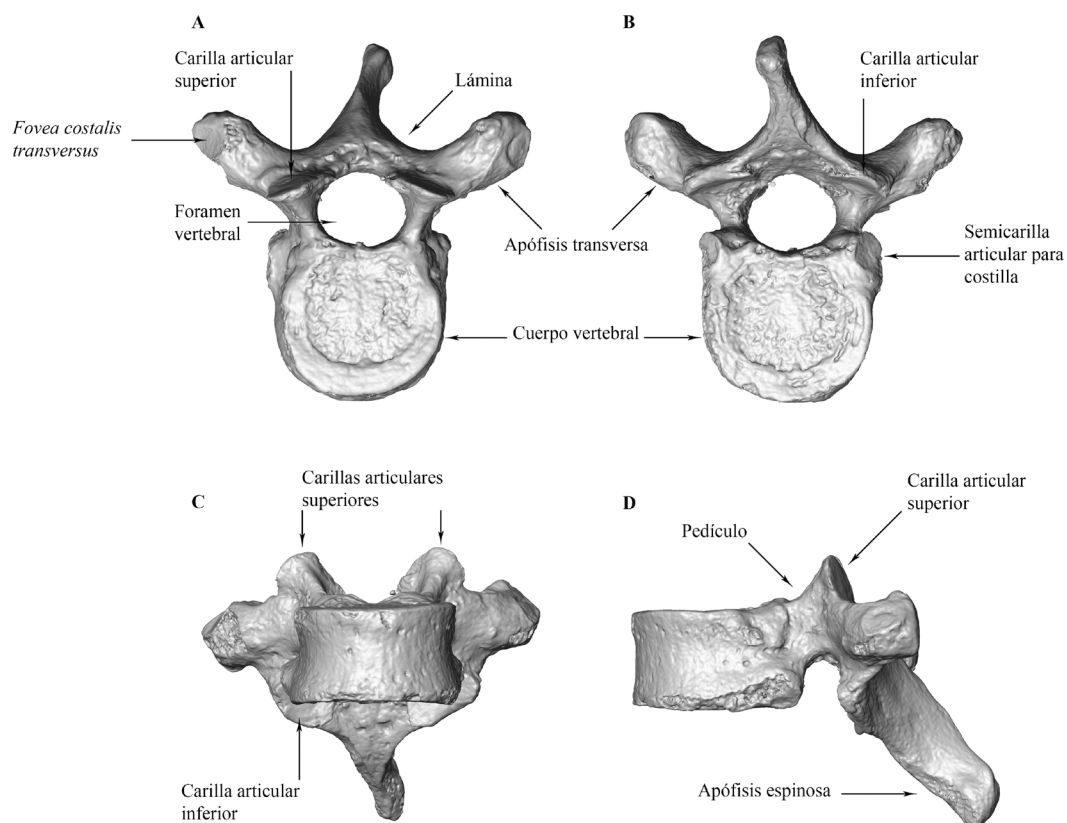 A
B
Carilla articular
superior
Carilla articular
inferior
Lámina
Fovea costalis
transversus
Foramen
vertebral
Apófisis transversa
Semicarilla
articular para
costilla
Cuerpo vertebral
Carillas articulares
superiores
C
D
Carilla articular
superior
Pedículo
Carilla articular
inferior
Apófisis espinosa